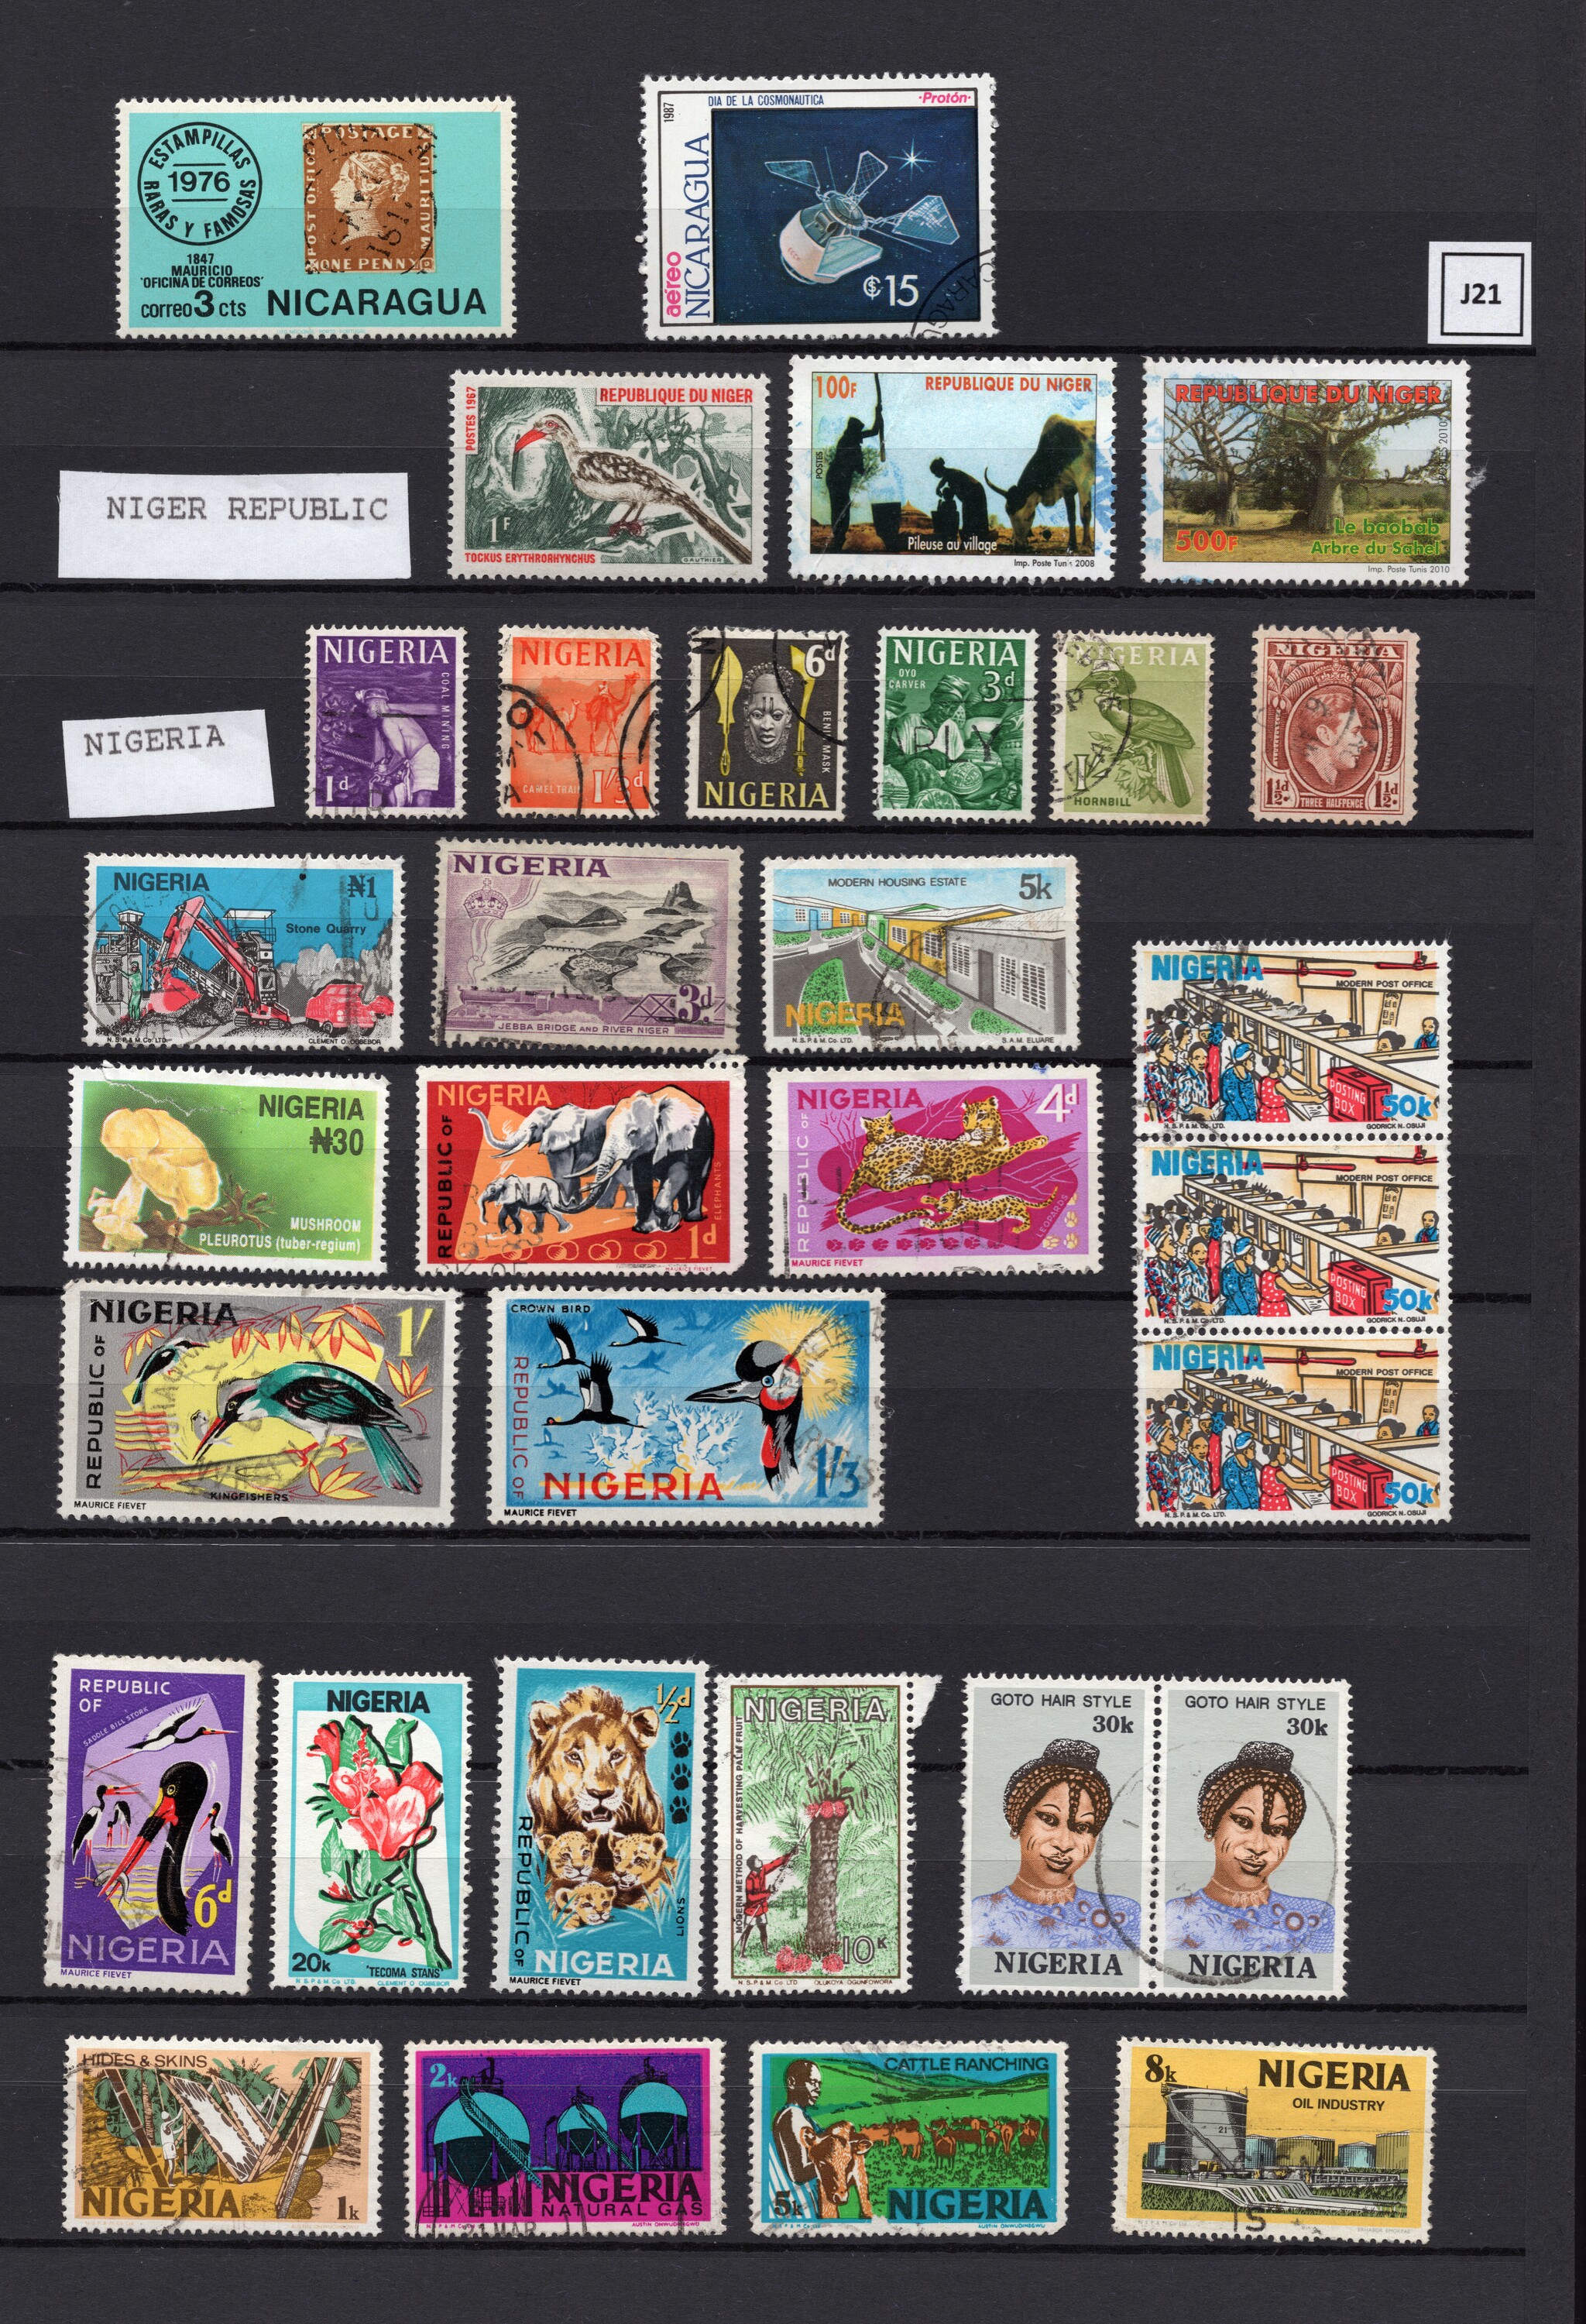 ESTAMPILLAS
1976
RARAS Y FAMOSAS
POSTAGE
POST OFFICE
MAURITIUS
ONE PENNY
1847
MAURICIO
'OFICINA DE CORREOS'
correo 3 cts NICARAGUA
1987
DIA DE LA COSMONAUTICA
·Protón·
aéreo
NICARAGUA
₡$15
J21
NIGER REPUBLIC
POSTES 1967
REPUBLIQUE DU NIGER
1F
TOCKUS ERYTHRORHYNCHUS
GAUTHIER
100F
REPUBLIQUE DU NIGER
POSTES
Pileuse au village
Imp. Poste Tunis 2008
REPUBLIQUE DU NIGER
500F
Le baobab
Arbre du Sahel
Imp. Poste Tunis 2010
NIGERIA
NIGERIA
COAL MINING
1d
NIGERIA
CAMEL TRAIN
1/3d
6d
BENIN MASK
NIGERIA
NIGERIA
OYO
CARVER
3d
NIGERIA
1/-
HORNBILL
NIGERIA
1½d.
THREE HALFPENCE
1½d.
NIGERIA
₦1
Stone Quarry
N.S.P.& M.Co. LTD.
CLEMENT O. OGBEBOR
NIGERIA
3d
JEBBA BRIDGE AND RIVER NIGER
MODERN HOUSING ESTATE
5k
NIGERIA
N.S.P.& M.Co. LTD.
S.A.M. ELUARE
NIGERIA
MODERN POST OFFICE
POSTING
BOX
50k
N.S.P.& M.Co. LTD.
GODRICK N. OSUJI
NIGERIA
MODERN POST OFFICE
POSTING
BOX
50k
N.S.P.& M.Co. LTD.
GODRICK N. OSUJI
NIGERIA
MODERN POST OFFICE
POSTING
BOX
50k
N.S.P.& M.Co. LTD.
GODRICK N. OSUJI
NIGERIA
₦30
MUSHROOM
PLEUROTUS (tuber-regium)
NIGERIA
REPUBLIC OF
ELEPHANTS
1d
MAURICE FIEVET
NIGERIA
REPUBLIC OF
4d
LEOPARDS
MAURICE FIEVET
NIGERIA
REPUBLIC OF
1/
KINGFISHERS
MAURICE FIEVET
CROWN BIRD
REPUBLIC OF
NIGERIA
1/3
MAURICE FIEVET
REPUBLIC
OF
SADDLE BILL STORK
6d
NIGERIA
MAURICE FIEVET
NIGERIA
20k
'TECOMA STANS'
N.S.P.& M.Co. LTD.
CLEMENT O. OGBEBOR
½d
REPUBLIC OF
LIONS
NIGERIA
MAURICE FIEVET
NIGERIA
MODERN METHOD OF HARVESTING PALM FRUIT
10K
N.S.P.& M.Co. LTD
OLUKOYA OGUNFOWORA
GOTO HAIR STYLE
30k
NIGERIA
GOTO HAIR STYLE
30k
NIGERIA
HIDES & SKINS
NIGERIA
1k
2k
NIGERIA
NATURAL GAS
AUSTIN ONWUDIMEGWU
CATTLE RANCHING
5k
NIGERIA
AUSTIN ONWUDIMEGWU
8k
NIGERIA
OIL INDUSTRY
21